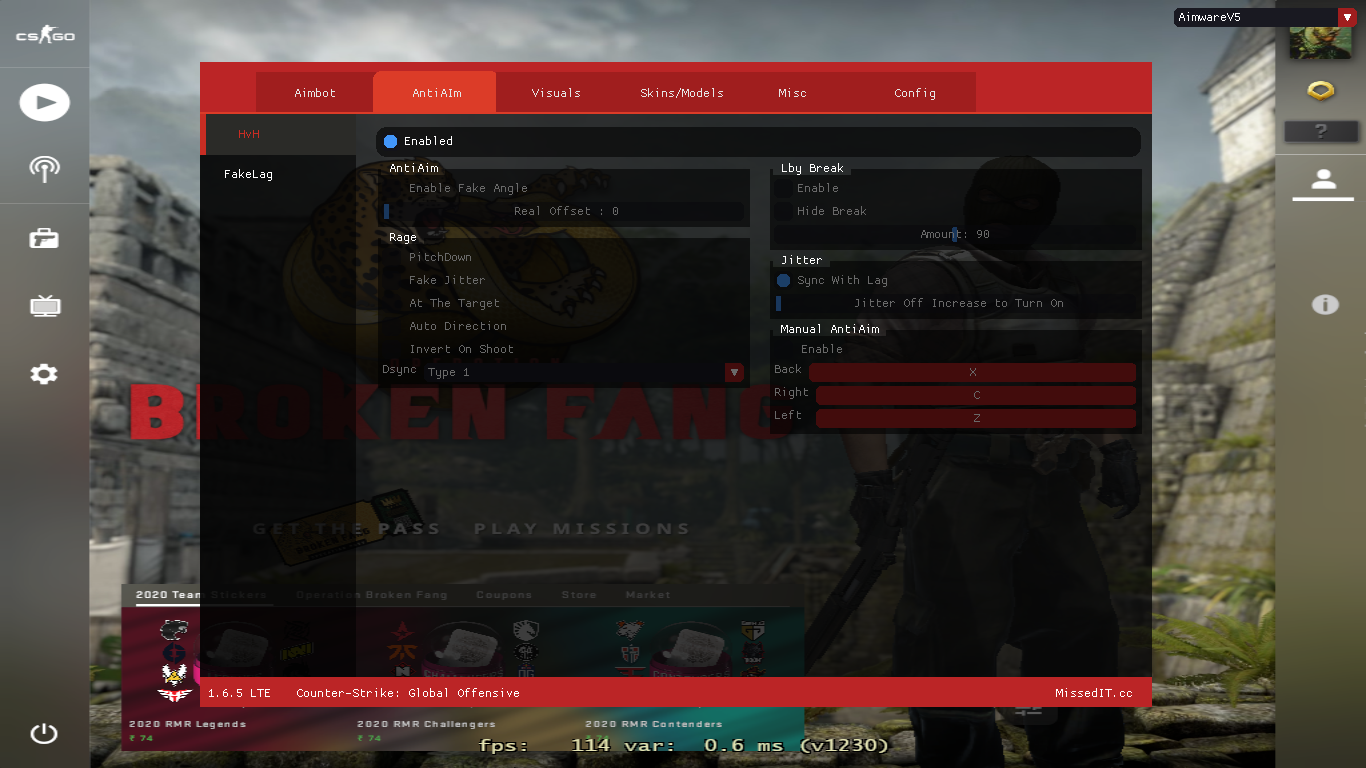 AimwareV5
CS GO
Aimbot AntiAIm Visuals Skins/Models Misc Config
HvH
FakeLag
Enabled
AntiAim
Enable Fake Angle
Real Offset : 0
Rage
PitchDown
Fake Jitter
At The Target
Auto Direction
Invert On Shoot
Dsync Type 1
Lby Break
Enable
Hide Break
Amount: 90
Jitter
Sync With Lag
Jitter Off Increase to Turn On
Manual AntiAim
Enable
Back X
Right C
Left Z
?
BROKEN FANG
GET THE PASS PLAY MISSIONS
2020 Team Stickers Operation Broken Fang Coupons Store Market
1.6.5 LTE Counter-Strike: Global Offensive MissedIT.cc
2020 RMR Legends 2020 RMR Challengers 2020 RMR Contenders
₹ 74 ₹ 74
fps: 114 var: 0.6 ms (v1230)